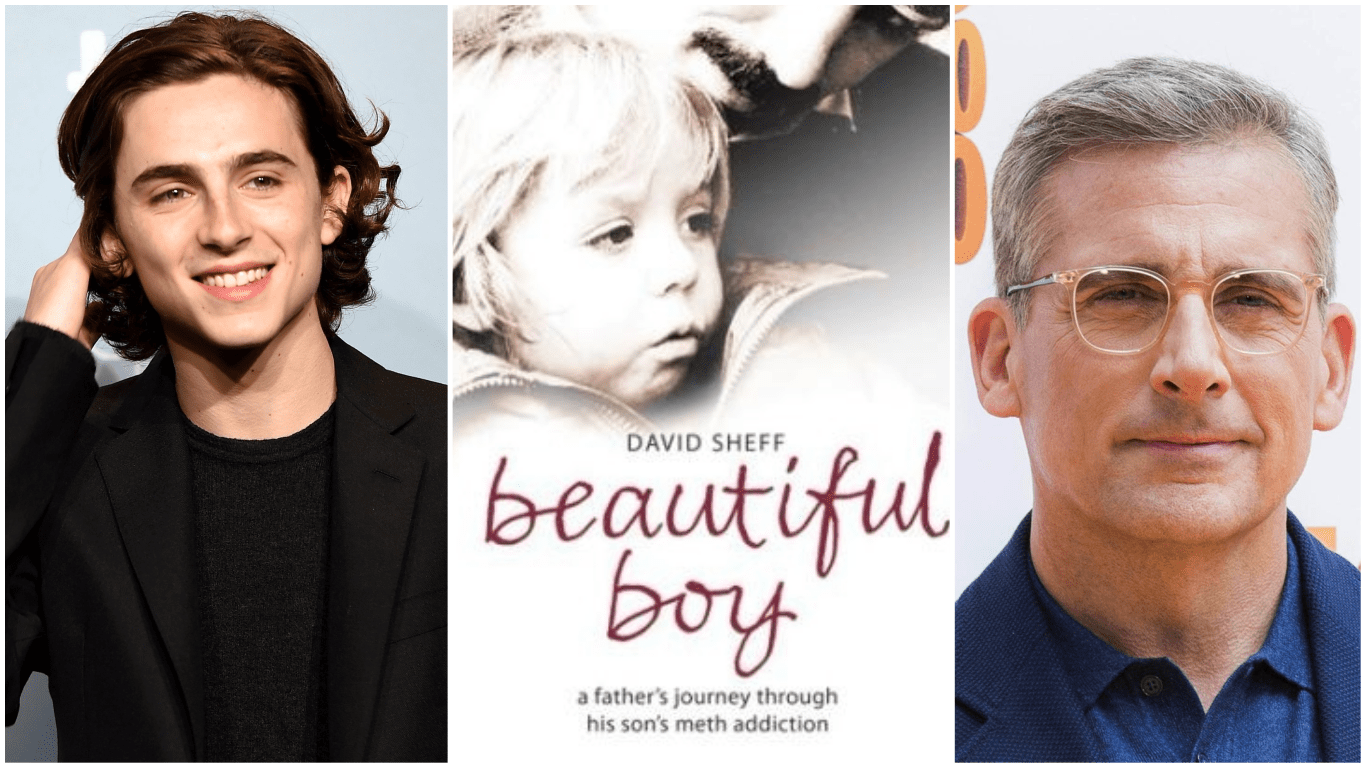 DAVID SHEFF
beautiful
boy
a father's journey through
his son's meth addiction